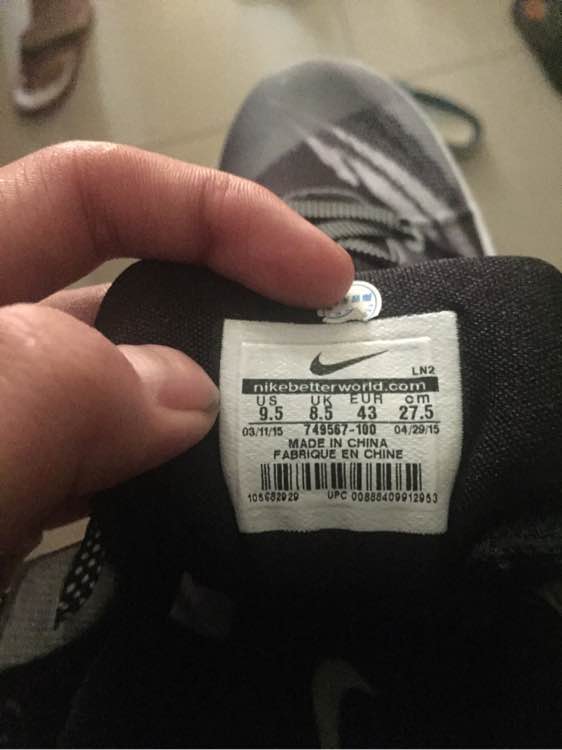 LN2
nikebetterworld.com
US UK EUR cm
9.5 8.5 43 27.5
03/11/15 749567-100 04/29/15
MADE IN CHINA
FABRIQUE EN CHINE
105682929 UPC 00888409912953